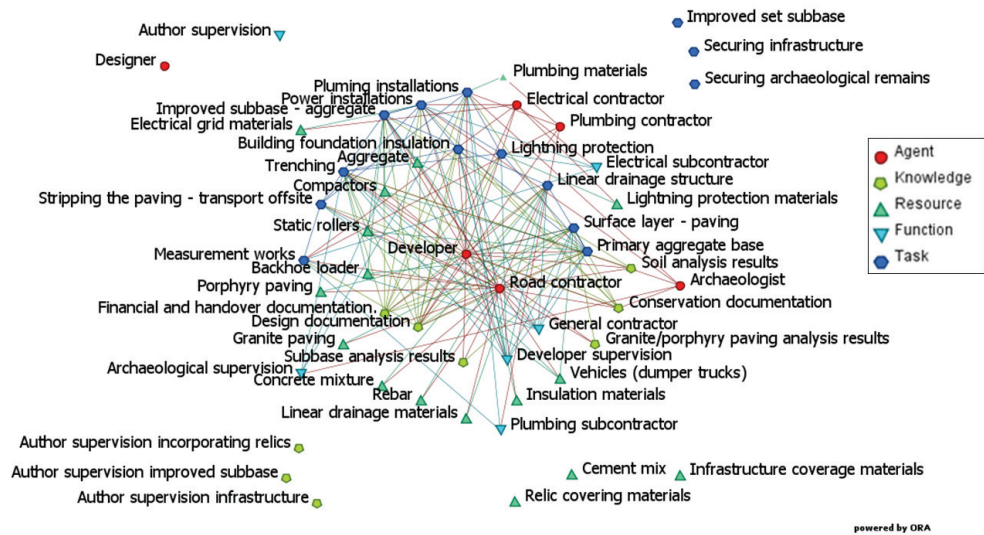 Improved set subbase
Author supervision
Securing infrastructure
Designer
Plumbing materials
Securing archaeological remains
Pluming installations
Power installations
Electrical contractor
Improved subbase - aggregate
Electrical grid materials
Plumbing contractor
Building foundation insulation
Lightning protection
Agent
Aggregate
Electrical subcontractor
Trenching
Linear drainage structure
Knowledge
Compactors
Stripping the paving - transport offsite
Lightning protection materials
Resource
Static rollers
Surface layer - paving
Function
Developer
Primary aggregate base
Measurement works
Soil analysis results
Task
Backhoe loader
Road contractor
Archaeologist
Porphyry paving
Financial and handover documentation.
Conservation documentation
Design documentation
General contractor
Granite paving
Granite/porphyry paving analysis results
Subbase analysis results
Developer supervision
Archaeological supervision
Vehicles (dumper trucks)
Concrete mixture
Rebar
Insulation materials
Linear drainage materials
Plumbing subcontractor
Author supervision incorporating relics
Author supervision improved subbase
Cement mix
Infrastructure coverage materials
Author supervision infrastructure
Relic covering materials
powered by ORA